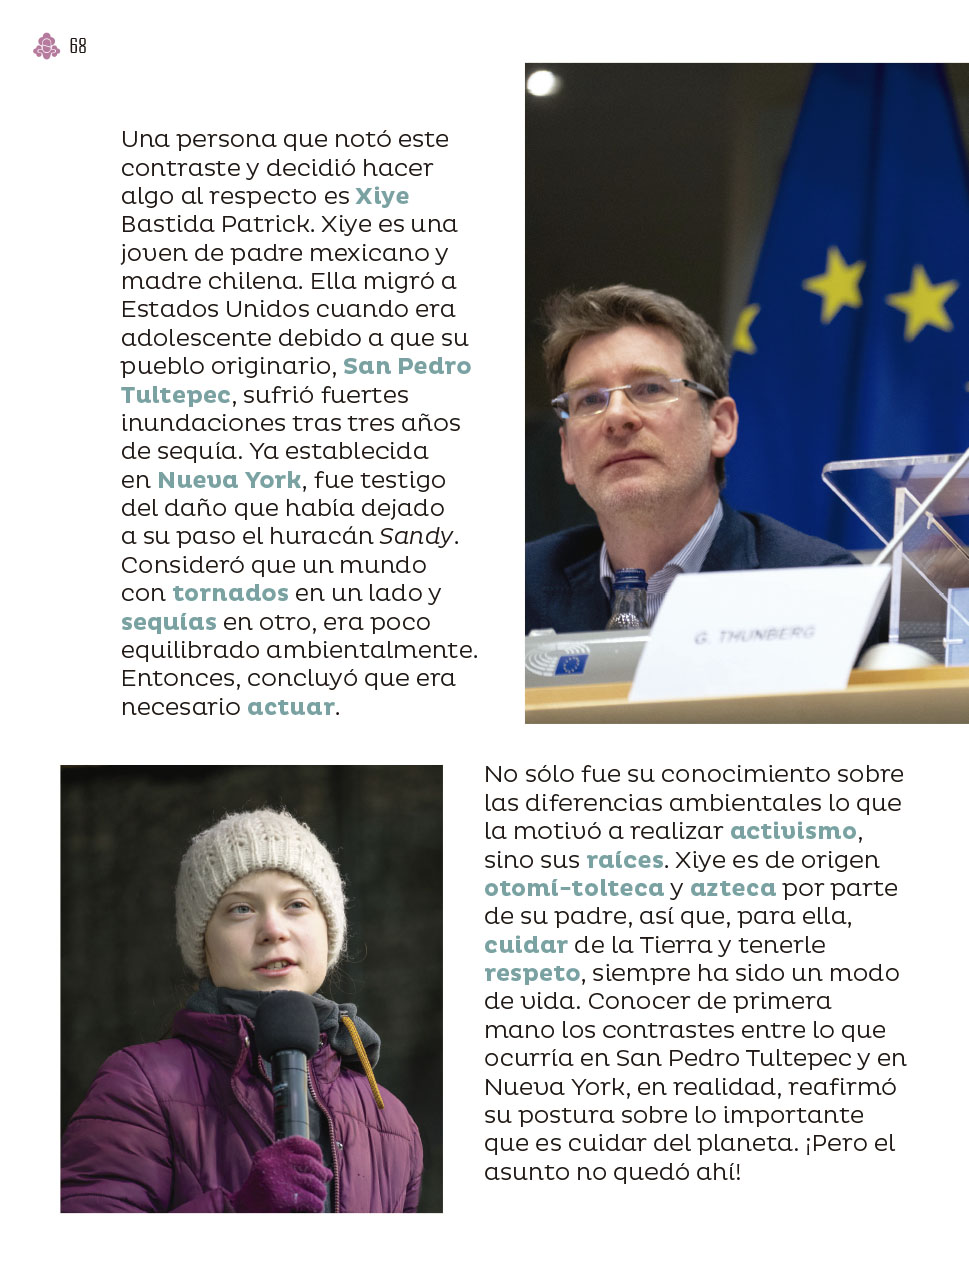 68
Una persona que notó este
contraste y decidió hacer
algo al respecto es Xiye
Bastida Patrick. Xiye es una
joven de padre mexicano y
madre chilena. Ella migró a
Estados Unidos cuando era
adolescente debido a que su
pueblo originario, San Pedro
Tultepec, sufrió fuertes
inundaciones tras tres años
de sequía. Ya establecida
en Nueva York, fue testigo
del daño que había dejado
a su paso el huracán Sandy.
Consideró que un mundo
con tornados en un lado y
sequías en otro, era poco
equilibrado ambientalmente.
Entonces, concluyó que era
necesario actuar.
G. THUNBERG
No sólo fue su conocimiento sobre
las diferencias ambientales lo que
la motivó a realizar activismo,
sino sus raíces. Xiye es de origen
otomí-tolteca y azteca por parte
de su padre, así que, para ella,
cuidar de la Tierra y tenerle
respeto, siempre ha sido un modo
de vida. Conocer de primera
mano los contrastes entre lo que
ocurría en San Pedro Tultepec y en
Nueva York, en realidad, reafirmó
su postura sobre lo importante
que es cuidar del planeta. ¡Pero el
asunto no quedó ahí!